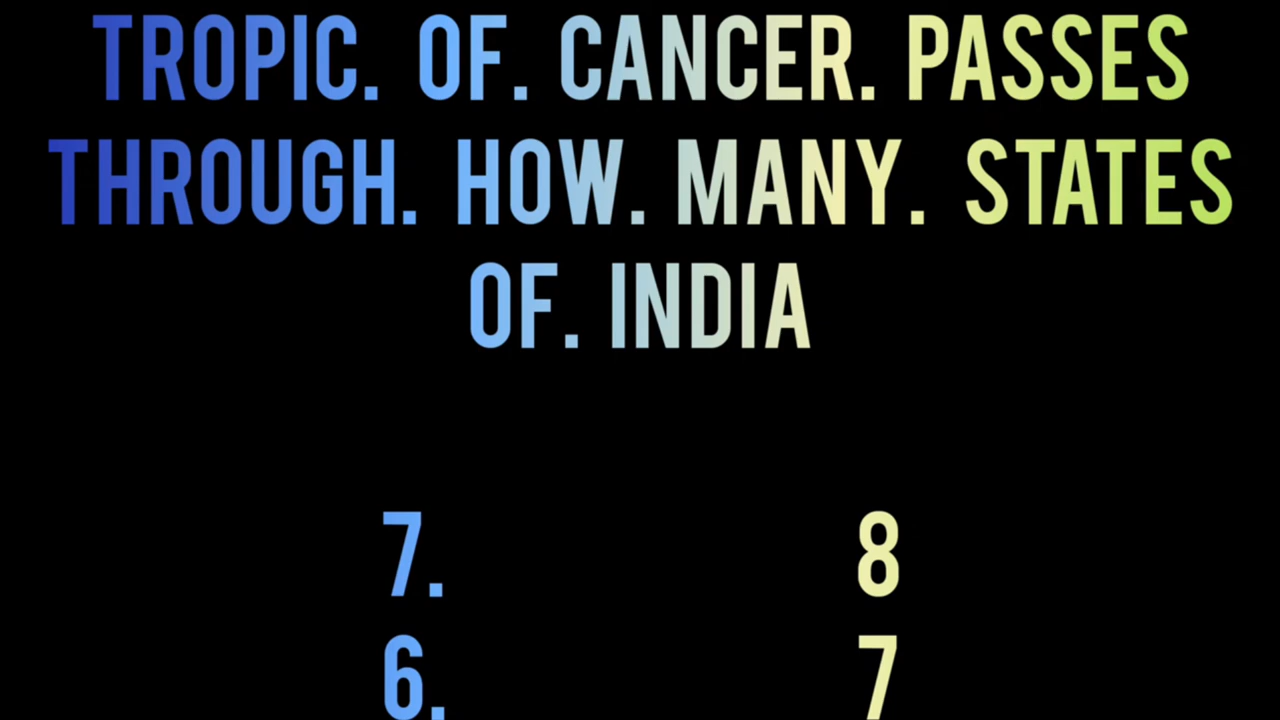 TROPIC. OF. CANCER. PASSES
THROUGH. HOW. MANY. STATES
OF. INDIA
7. 8
6. 7